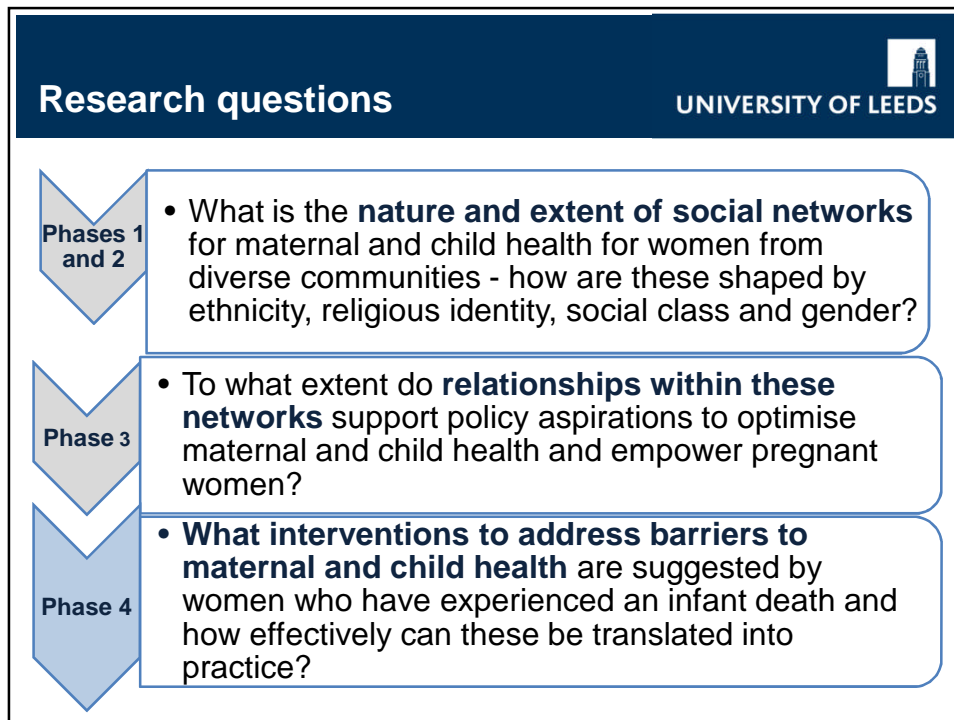 Research questions
UNIVERSITY OF LEEDS
Phases 1
and 2
• What is the nature and extent of social networks
for maternal and child health for women from
diverse communities - how are these shaped by
ethnicity, religious identity, social class and gender?
Phase 3
• To what extent do relationships within these
networks support policy aspirations to optimise
maternal and child health and empower pregnant
women?
Phase 4
• What interventions to address barriers to
maternal and child health are suggested by
women who have experienced an infant death and
how effectively can these be translated into
practice?